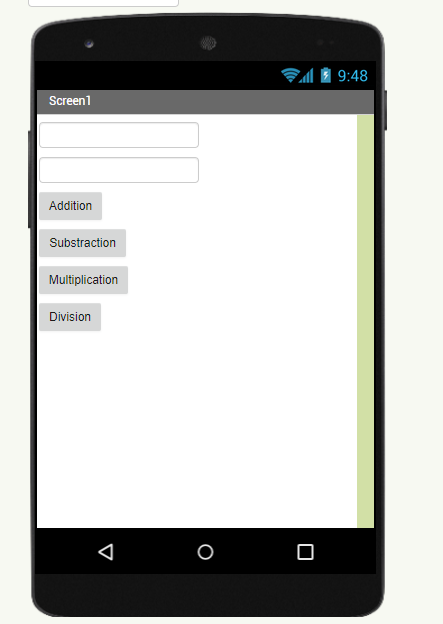 9:48
Screen1
Addition
Substraction
Multiplication
Division